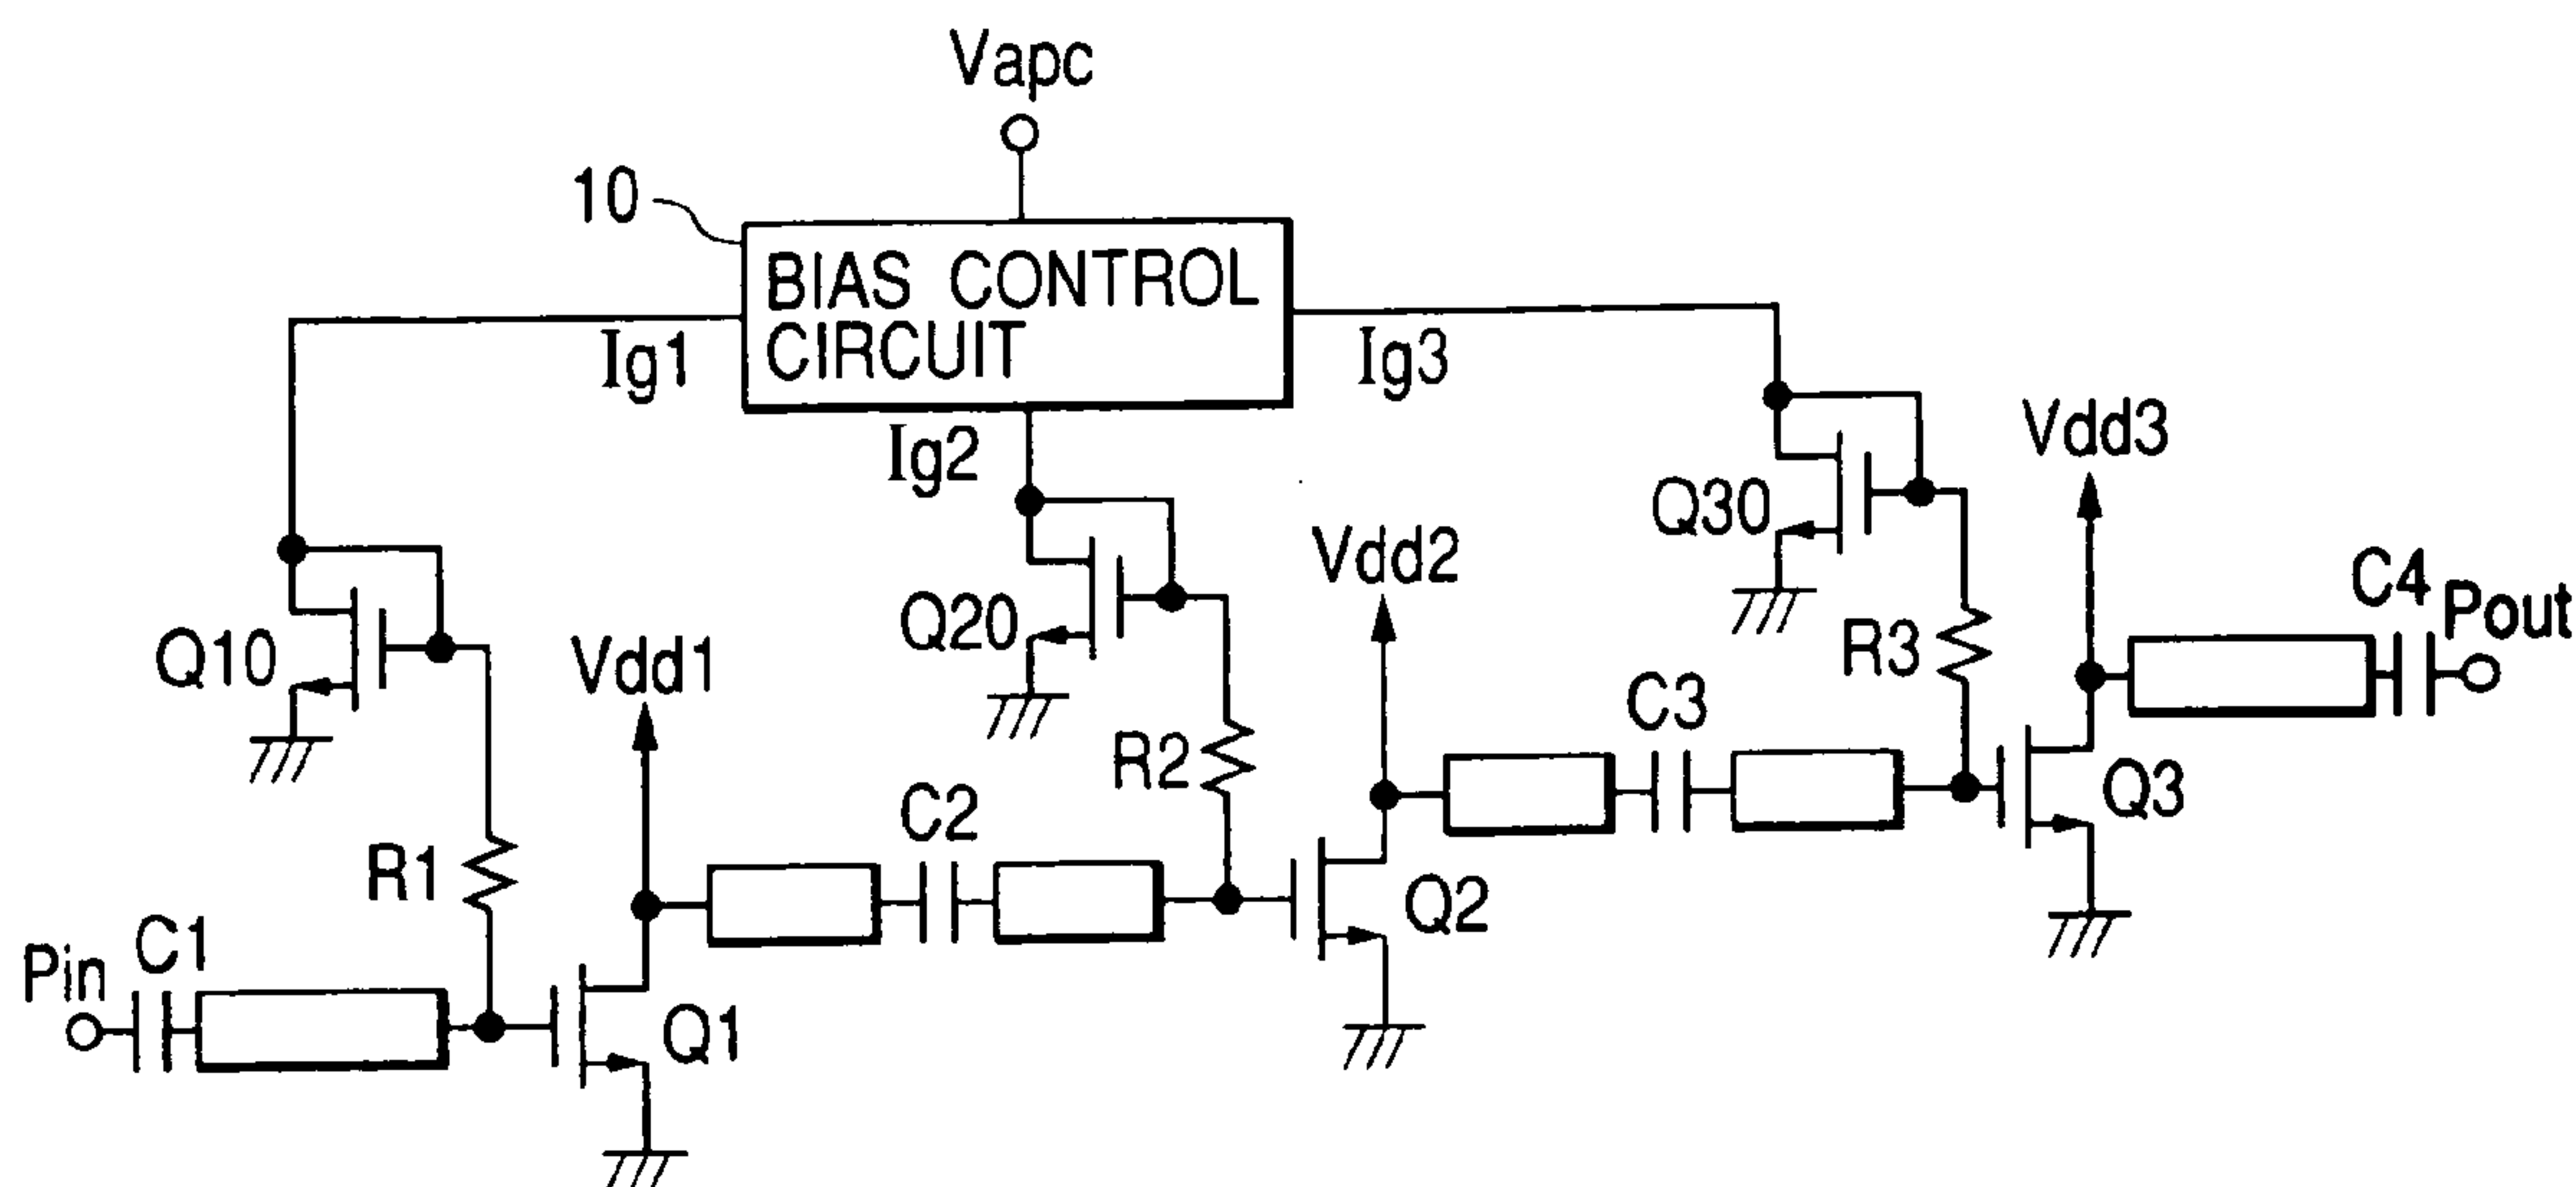 Vapc
10
BIAS CONTROL
CIRCUIT
Ig1
Ig3
Ig2
Vdd3
Q30
Vdd2
C4
Pout
Q20
Q10
Vdd1
R3
C3
R2
Q3
C2
R1
Q2
C1
Pin
Q1